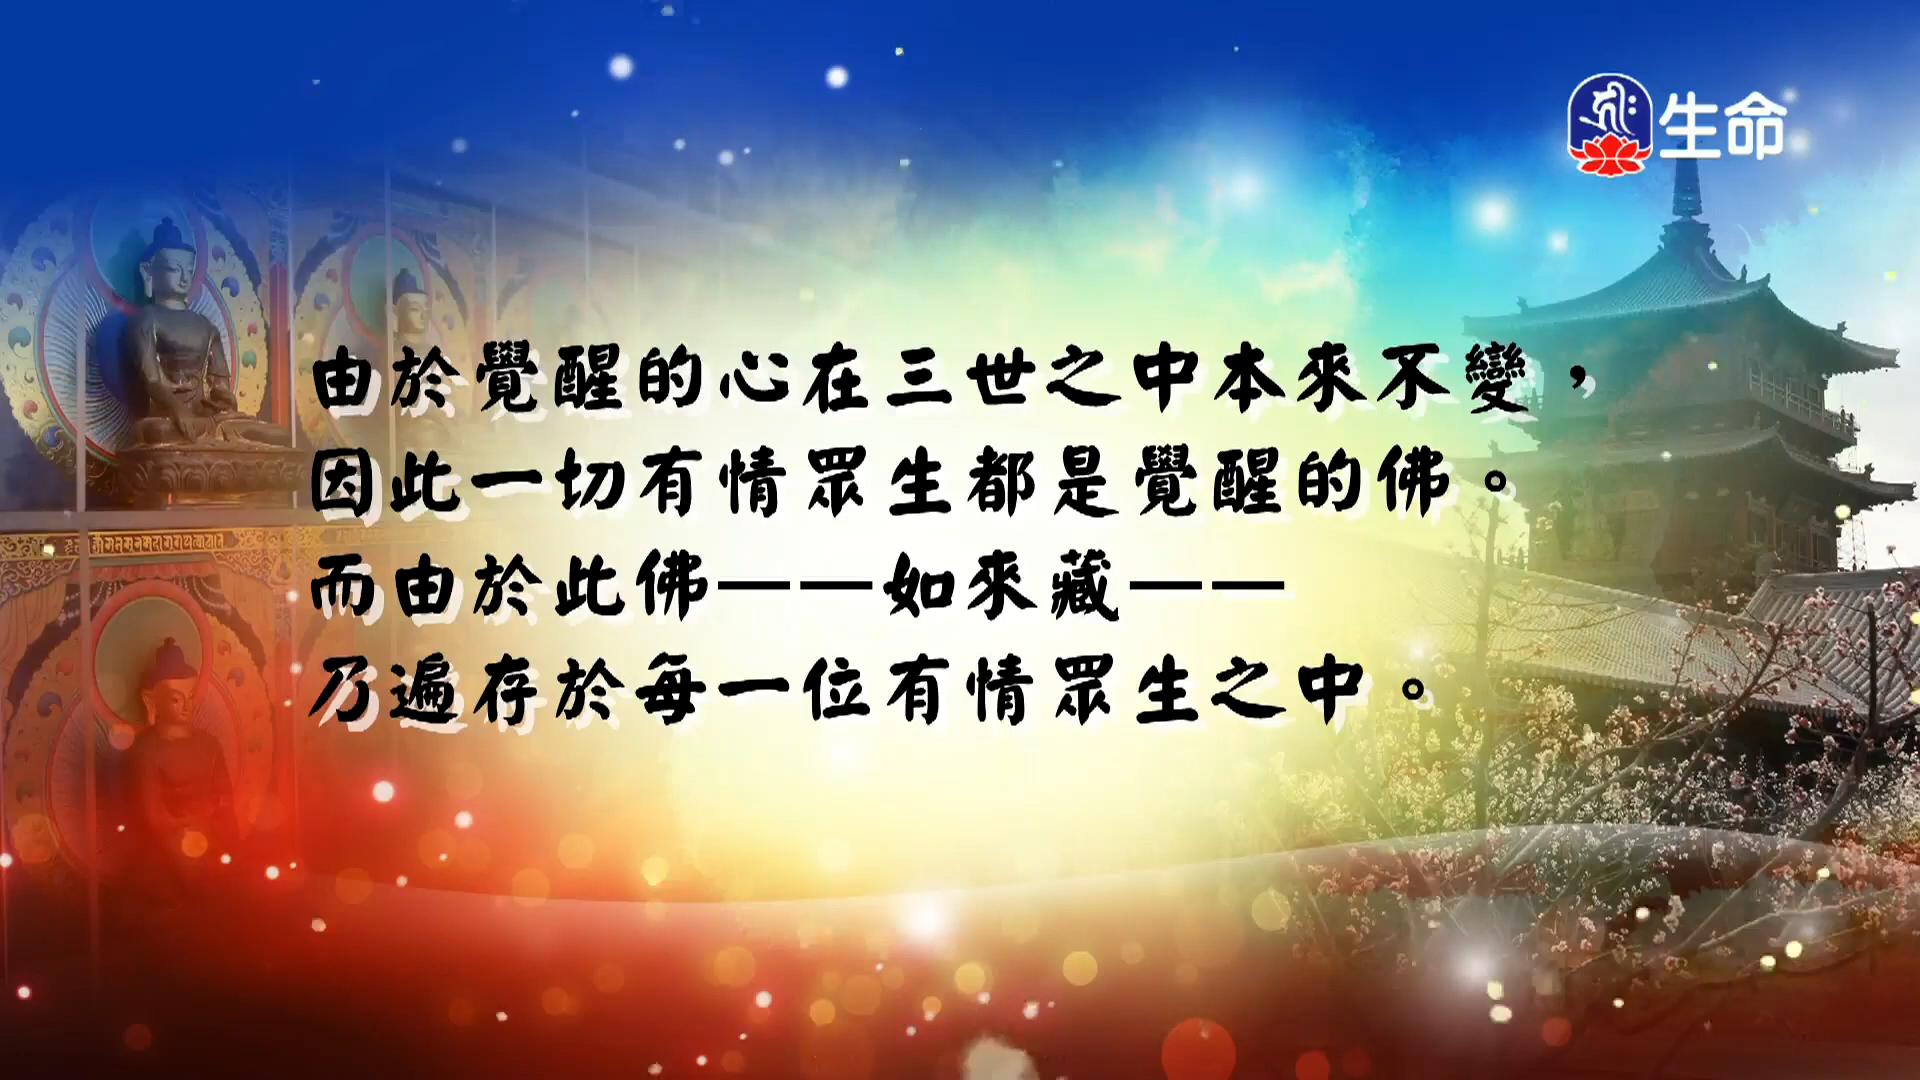 生命
由於覺醒的心在三世之中本來不變，
因此一切有情眾生都是覺醒的佛。
而由於此佛——如來藏——
乃遍存於每一位有情眾生之中。